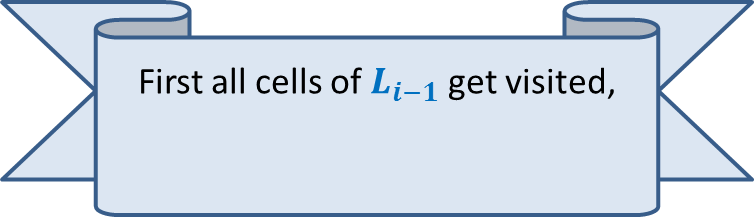 First all cells of L_{i−1} get visited,